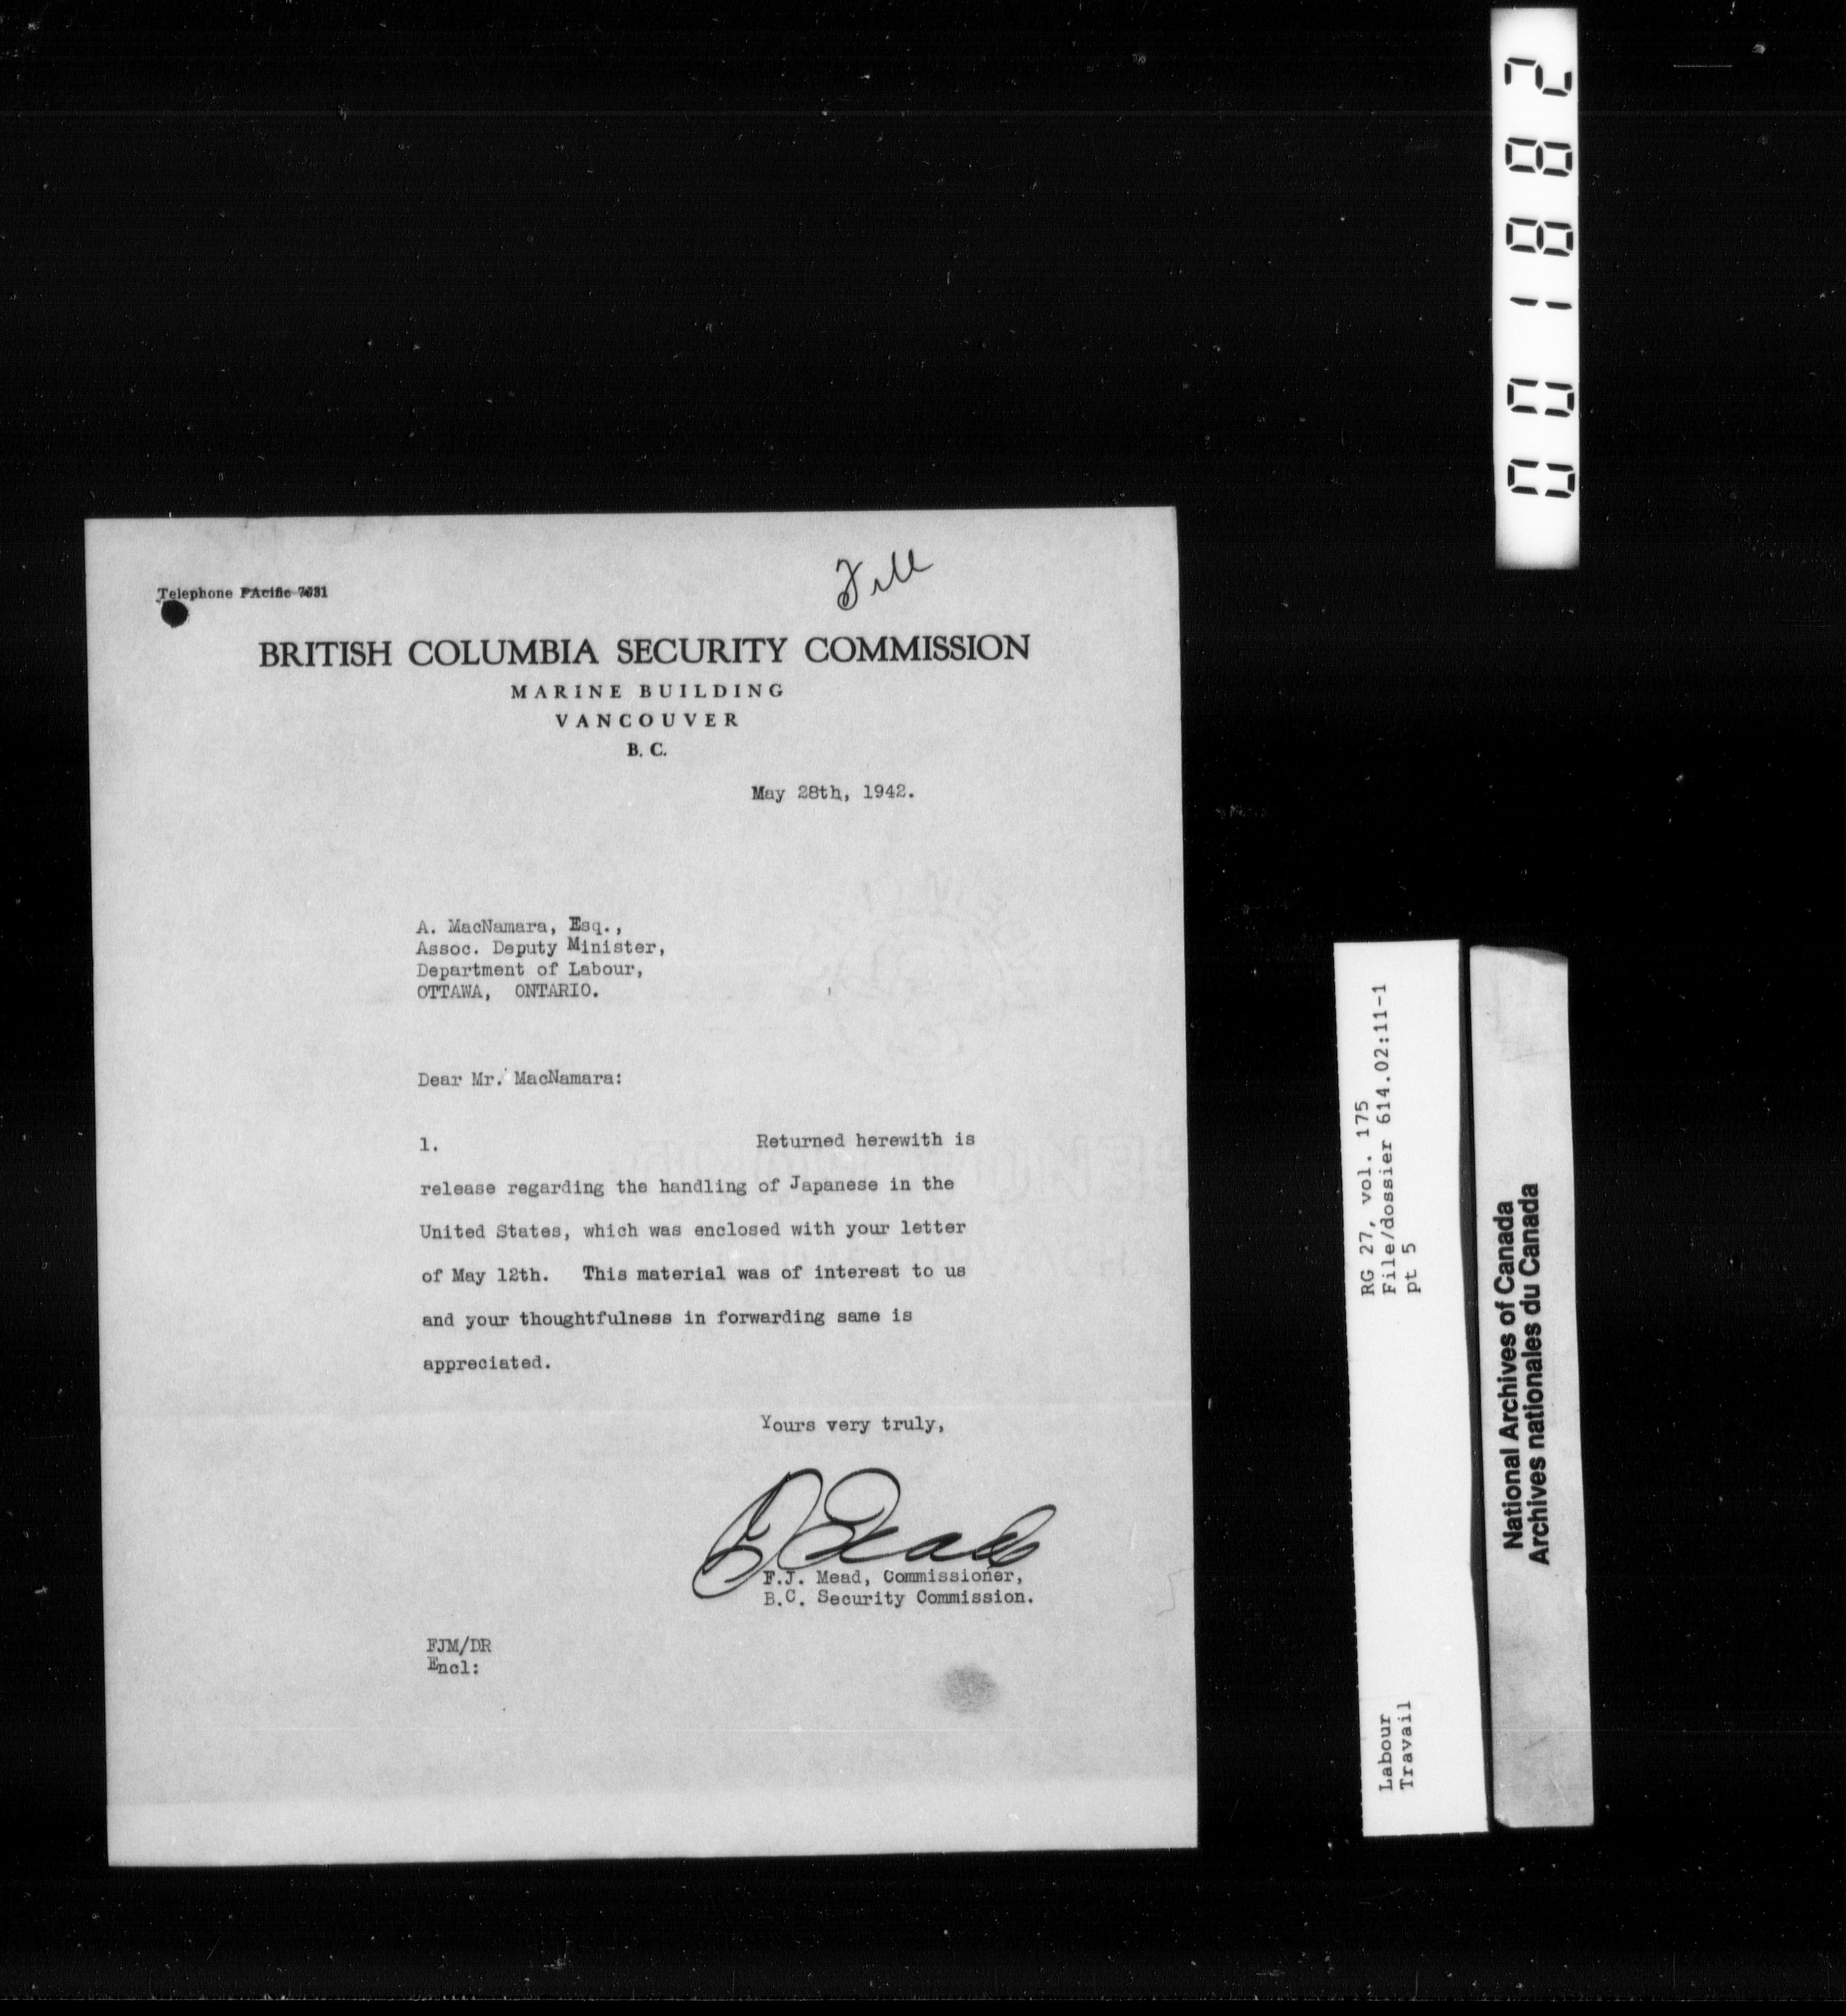 File
Telephone PAcific 7631
BRITISH COLUMBIA SECURITY COMMISSION
MARINE BUILDING
VANCOUVER
B. C.
May 28th, 1942.
A. MacNamara, Esq.,
Assoc. Deputy Minister,
Department of Labour,
OTTAWA, ONTARIO.
Dear Mr. MacNamara:
1. Returned herewith is
release regarding the handling of Japanese in the
United States, which was enclosed with your letter
of May 12th. This material was of interest to us
and your thoughtfulness in forwarding same is
appreciated.
Yours very truly,
F.J. Mead, Commissioner,
B.C. Security Commission.
FJM/DR
Encl:
001882
RG 27, vol. 175
File/dossier 614.02:11-1
pt 5
Labour
Travail
National Archives of Canada
Archives nationales du Canada